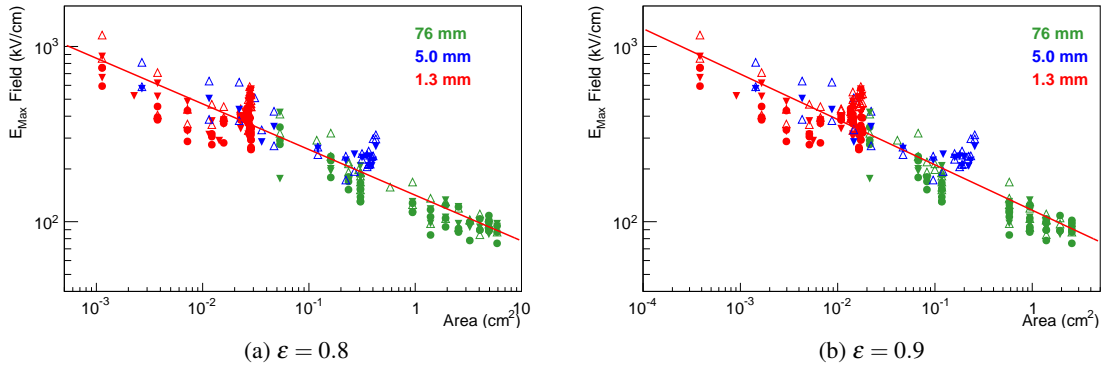 E_Max Field (kV/cm)
10^3
10^2
76 mm
5.0 mm
1.3 mm
10^-3 10^-2 10^-1 1 10
Area (cm^2)
(a) ε = 0.8
E_Max Field (kV/cm)
10^3
10^2
76 mm
5.0 mm
1.3 mm
10^-4 10^-3 10^-2 10^-1 1
Area (cm^2)
(b) ε = 0.9